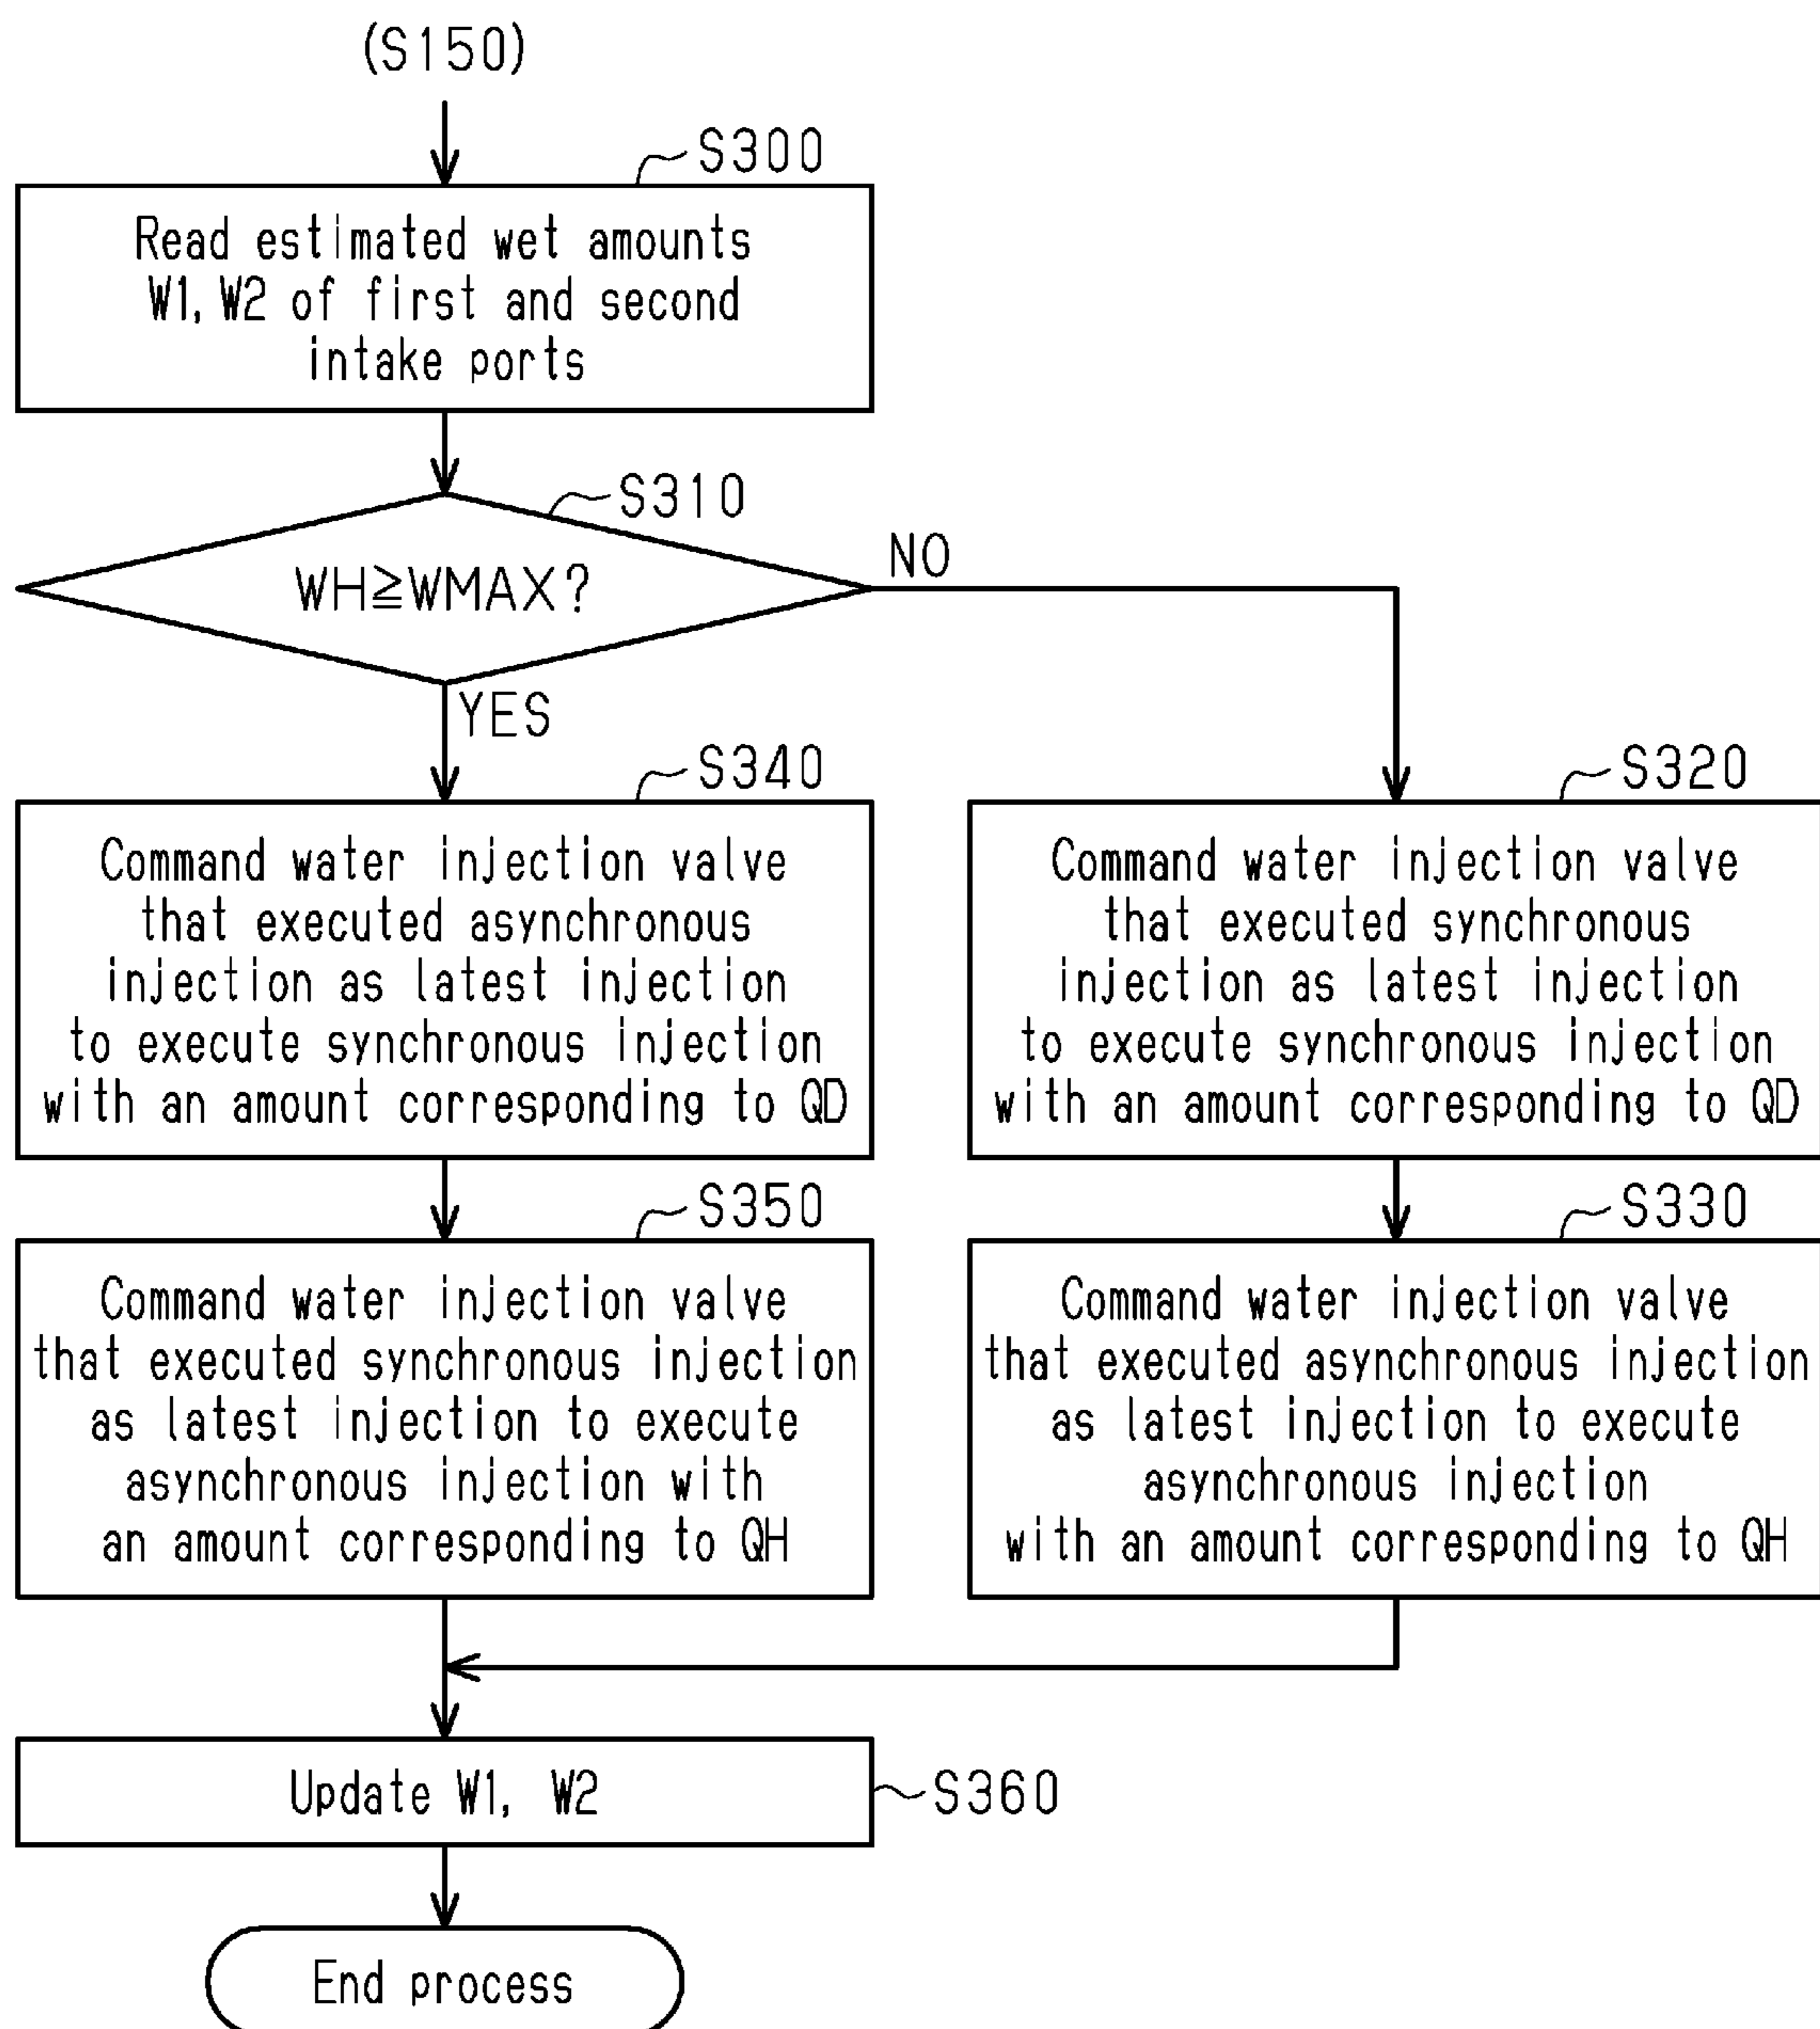 (S150)
S300
Read estimated wet amounts
W1, W2 of first and second
intake ports
S310
WH≧WMAX?
NO
YES
S340
Command water injection valve
that executed asynchronous
injection as latest injection
to execute synchronous injection
with an amount corresponding to QD
S320
Command water injection valve
that executed synchronous
injection as latest injection
to execute synchronous injection
with an amount corresponding to QD
S350
Command water injection valve
that executed synchronous injection
as latest injection to execute
asynchronous injection with
an amount corresponding to QH
S330
Command water injection valve
that executed asynchronous injection
as latest injection to execute
asynchronous injection
with an amount corresponding to QH
Update W1, W2
S360
End process